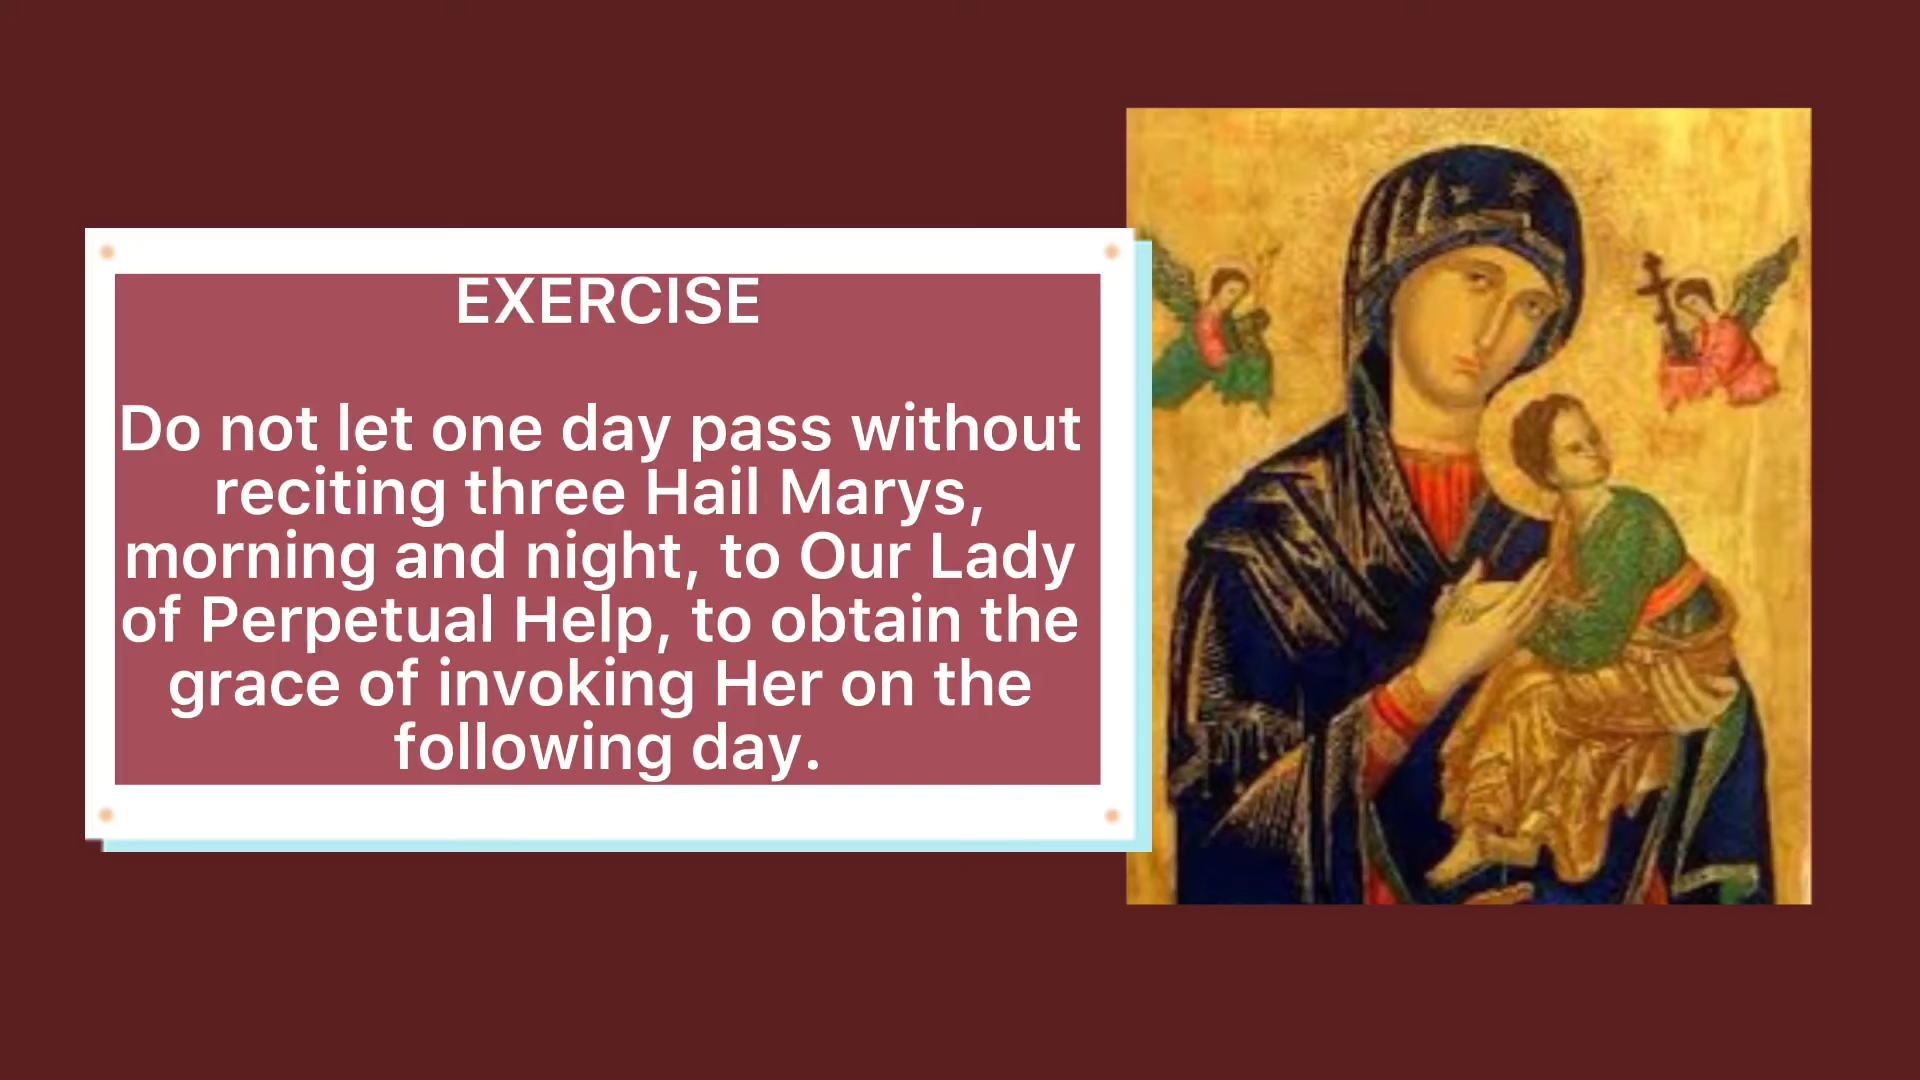 EXERCISE
Do not let one day pass without
reciting three Hail Marys,
morning and night, to Our Lady
of Perpetual Help, to obtain the
grace of invoking Her on the
following day.